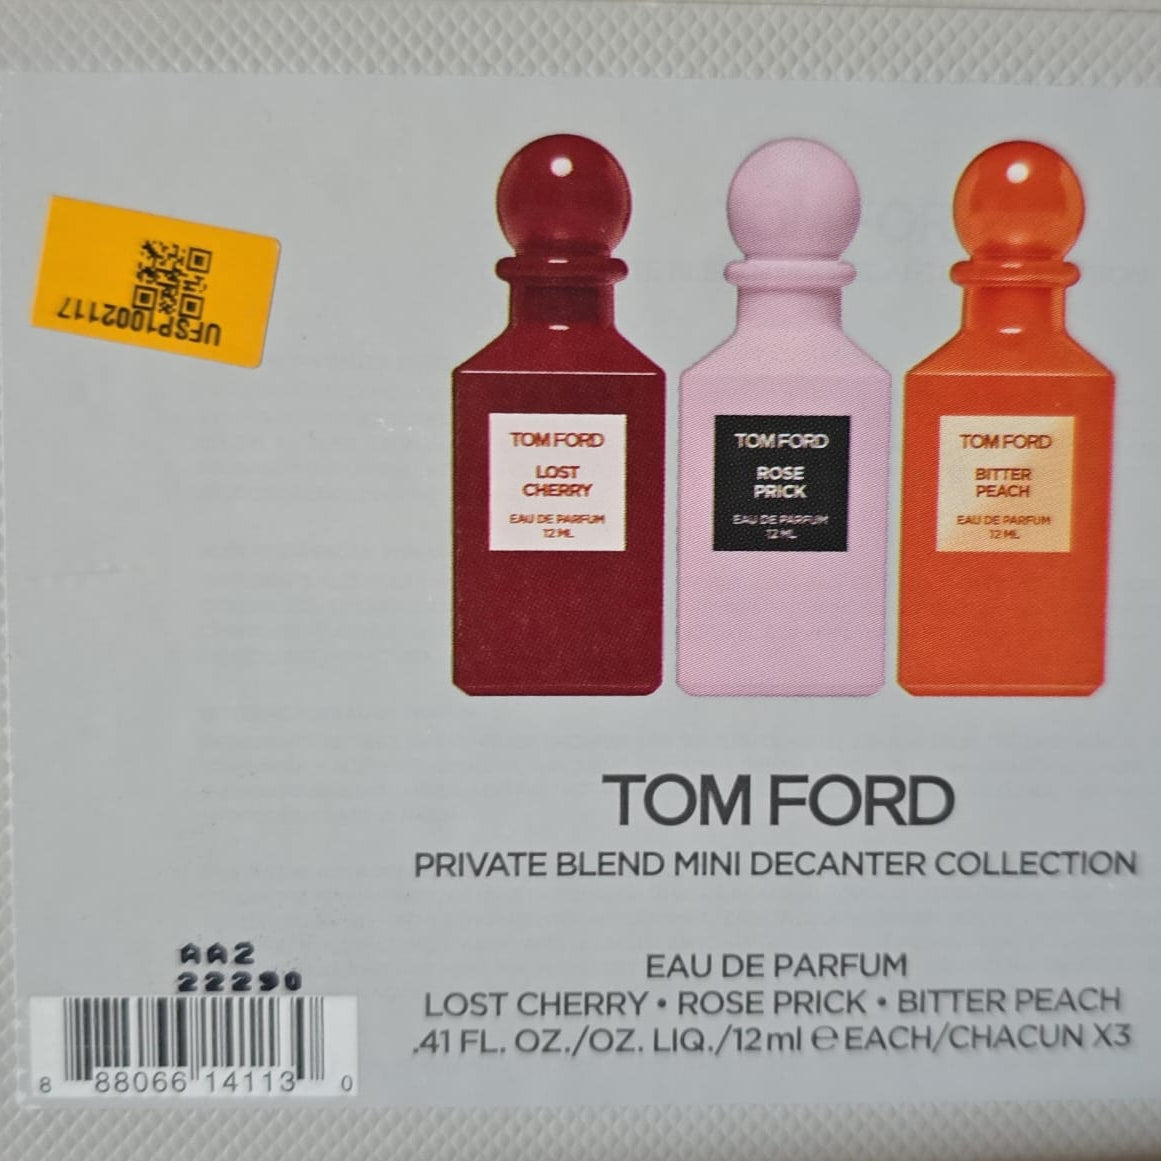 UFSP1002117
TOM FORD
LOST
CHERRY
EAU DE PARFUM
12 ML
TOM FORD
ROSE
PRICK
EAU DE PARFUM
12 ML
TOM FORD
BITTER
PEACH
EAU DE PARFUM
12 ML
TOM FORD
PRIVATE BLEND MINI DECANTER COLLECTION
EAU DE PARFUM
LOST CHERRY • ROSE PRICK • BITTER PEACH
.41 FL. OZ./OZ. LIQ./12 ml ℮ EACH/CHACUN X3
AA2
22290
8 88066 14113 0